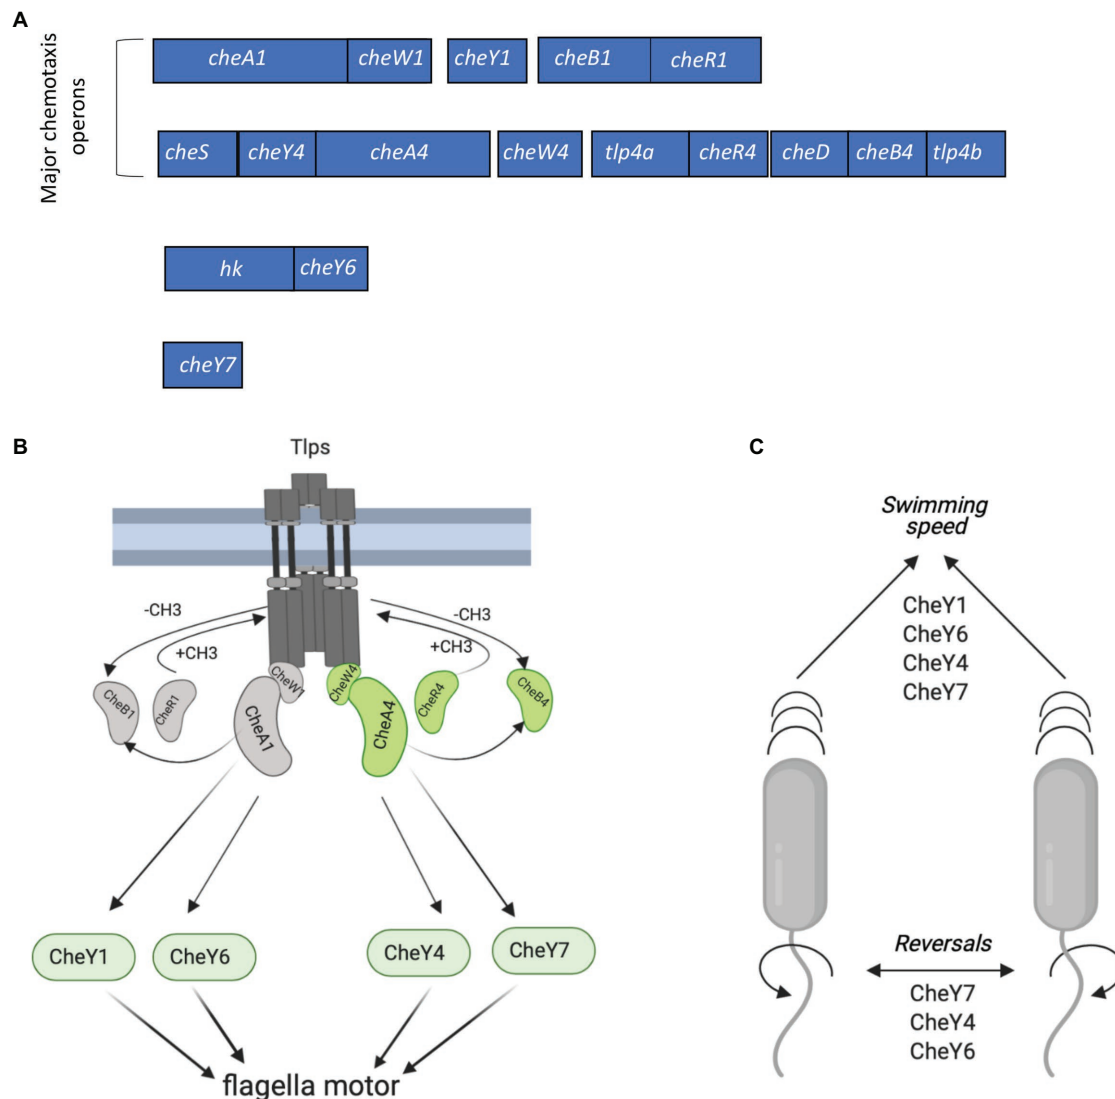 A
Major chemotaxis
operons
cheA1 cheW1 cheY1 cheB1 cheR1
cheS cheY4 cheA4 cheW4 tlp4a cheR4 cheD cheB4 tlp4b
hk cheY6
cheY7
B
Tlps
-CH3 -CH3
+CH3 +CH3
CheB1 CheR1 CheW1 CheW4 CheR4 CheB4
CheA1 CheA4
CheY1 CheY6 CheY4 CheY7
flagella motor
C
Swimming
speed
CheY1
CheY6
CheY4
CheY7
Reversals
CheY7
CheY4
CheY6